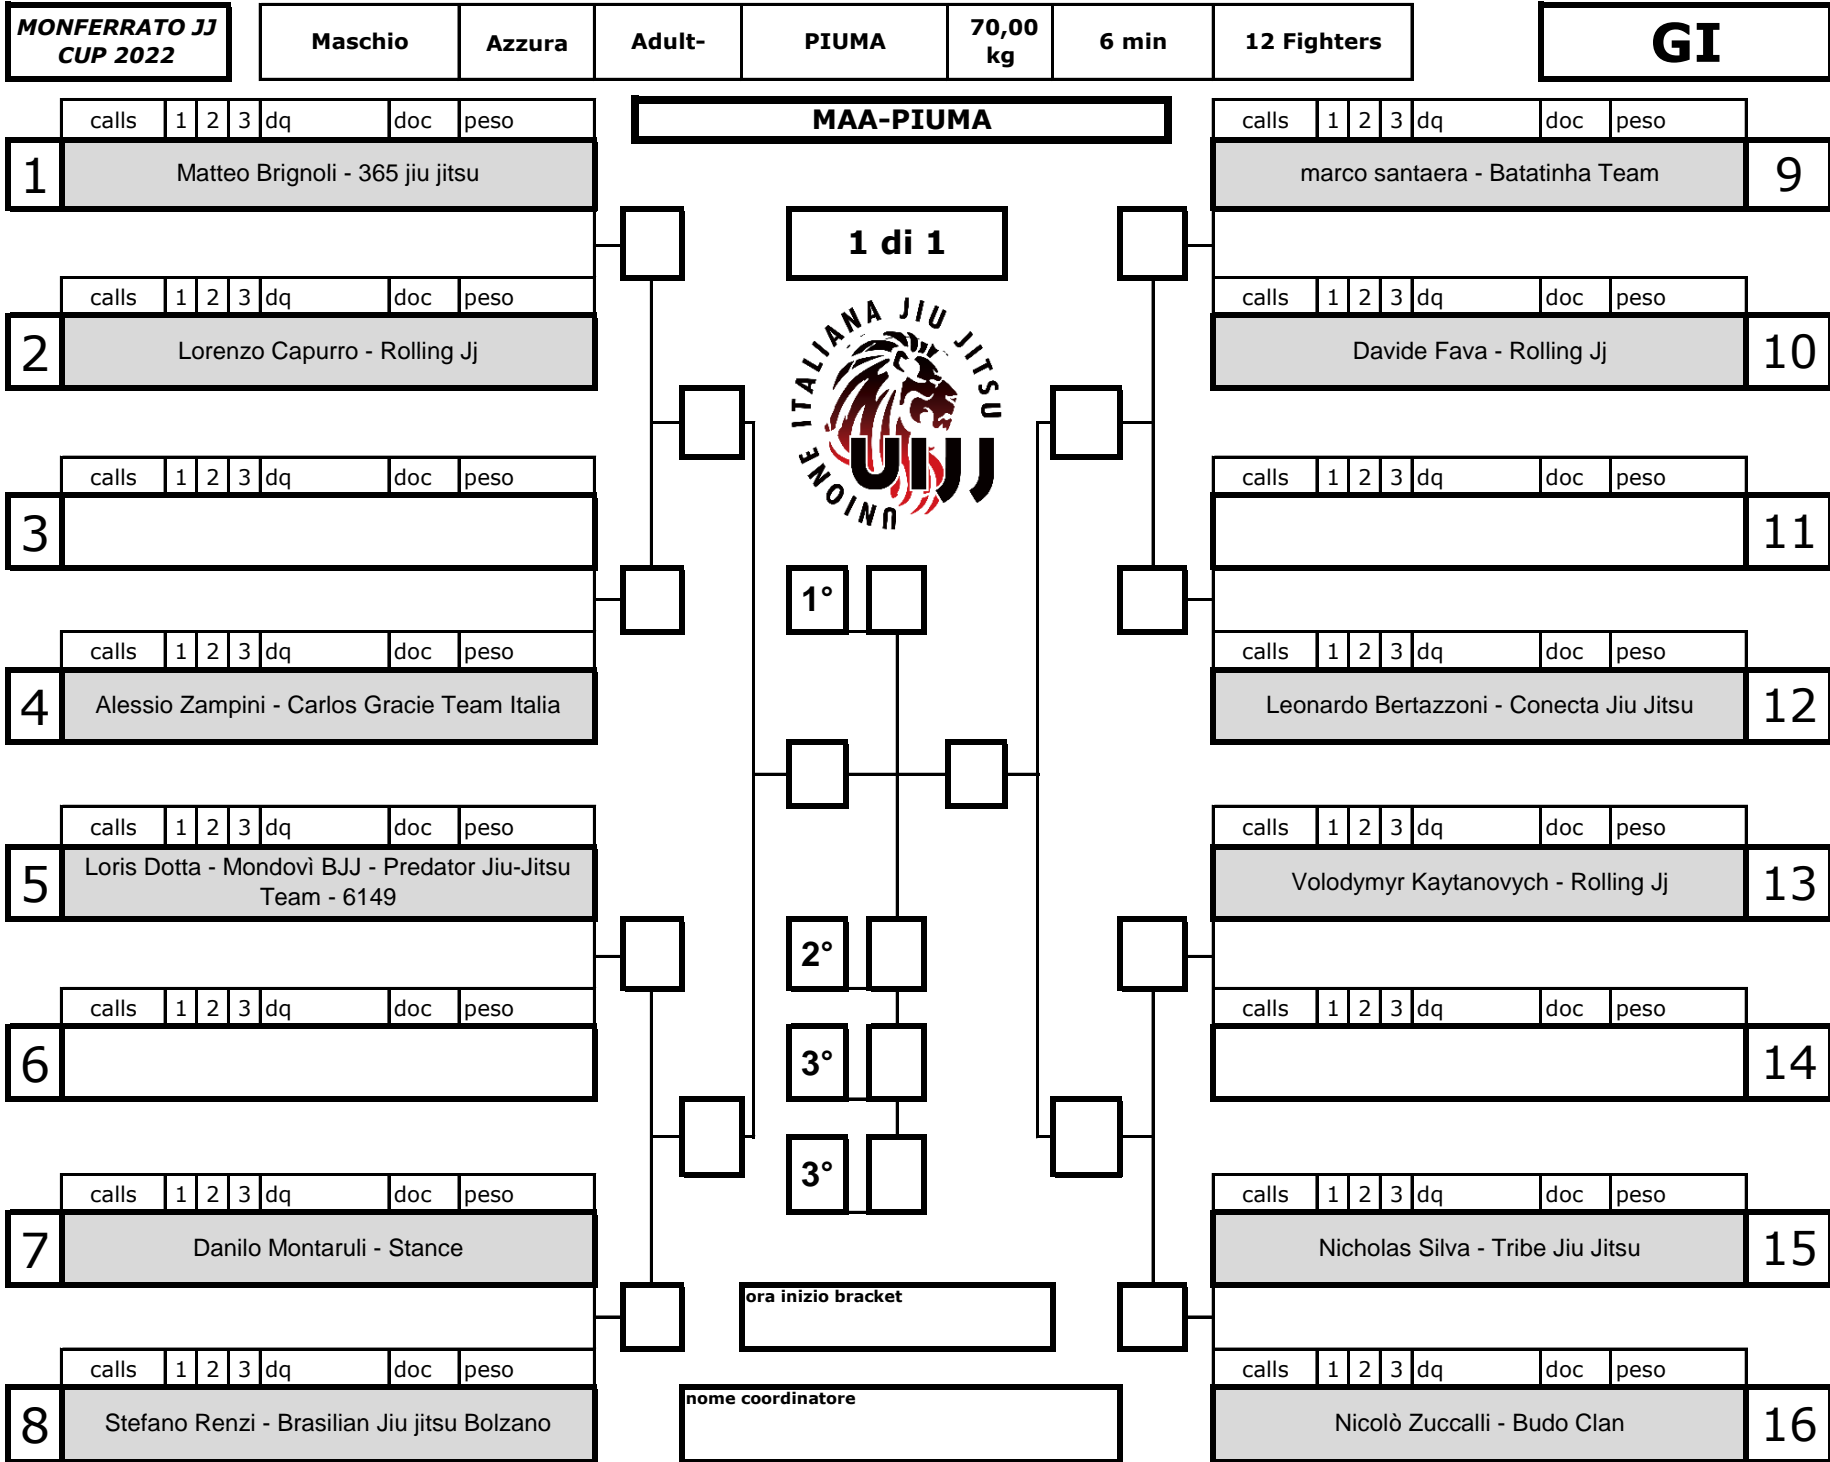 MONFERRATO JJ
CUP 2022
Maschio
Azzura
Adult-
PIUMA
70,00
kg
6 min
12 Fighters
GI
MAA-PIUMA
1 di 1
calls 1 2 3 dq doc peso
1 Matteo Brignoli - 365 jiu jitsu
calls 1 2 3 dq doc peso
2 Lorenzo Capurro - Rolling Jj
calls 1 2 3 dq doc peso
3
calls 1 2 3 dq doc peso
4 Alessio Zampini - Carlos Gracie Team Italia
calls 1 2 3 dq doc peso
5 Loris Dotta - Mondovì BJJ - Predator Jiu-Jitsu
Team - 6149
calls 1 2 3 dq doc peso
6
calls 1 2 3 dq doc peso
7 Danilo Montaruli - Stance
calls 1 2 3 dq doc peso
8 Stefano Renzi - Brasilian Jiu jitsu Bolzano
UNIONE ITALIANA JIU JITSU
UIJJ
1°
2°
3°
3°
ora inizio bracket
nome coordinatore
calls 1 2 3 dq doc peso
marco santaera - Batatinha Team 9
calls 1 2 3 dq doc peso
Davide Fava - Rolling Jj 10
calls 1 2 3 dq doc peso
11
calls 1 2 3 dq doc peso
Leonardo Bertazzoni - Conecta Jiu Jitsu 12
calls 1 2 3 dq doc peso
Volodymyr Kaytanovych - Rolling Jj 13
calls 1 2 3 dq doc peso
14
calls 1 2 3 dq doc peso
Nicholas Silva - Tribe Jiu Jitsu 15
calls 1 2 3 dq doc peso
Nicolò Zuccalli - Budo Clan 16